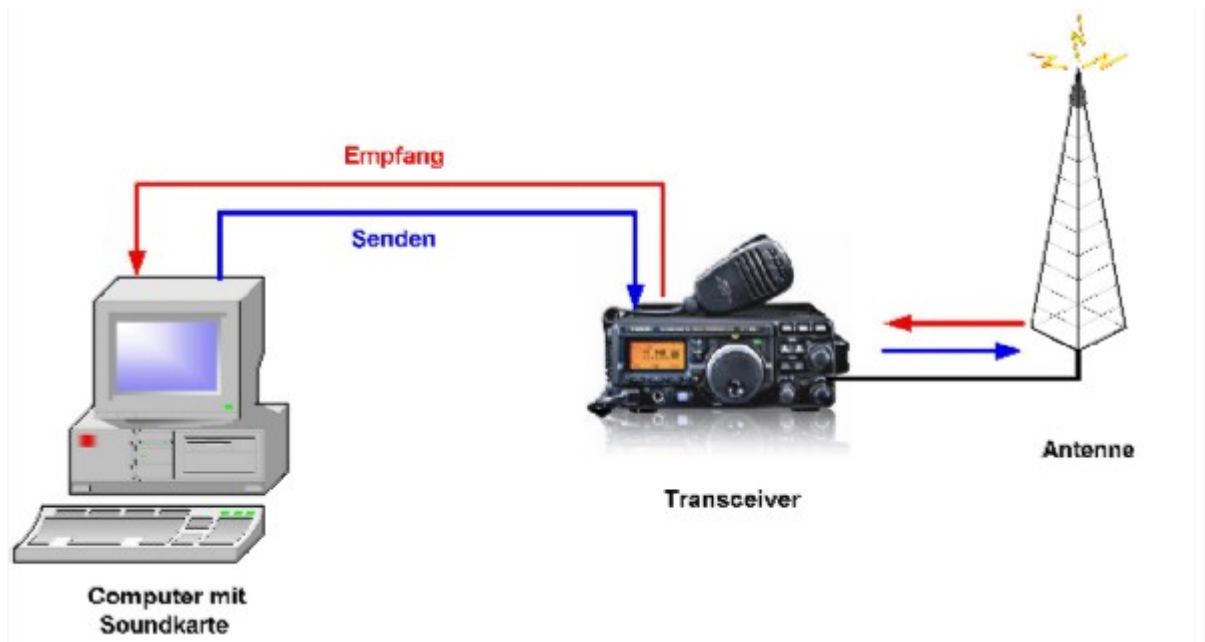 Empfang
Senden
Antenne
Transceiver
Computer mit
Soundkarte